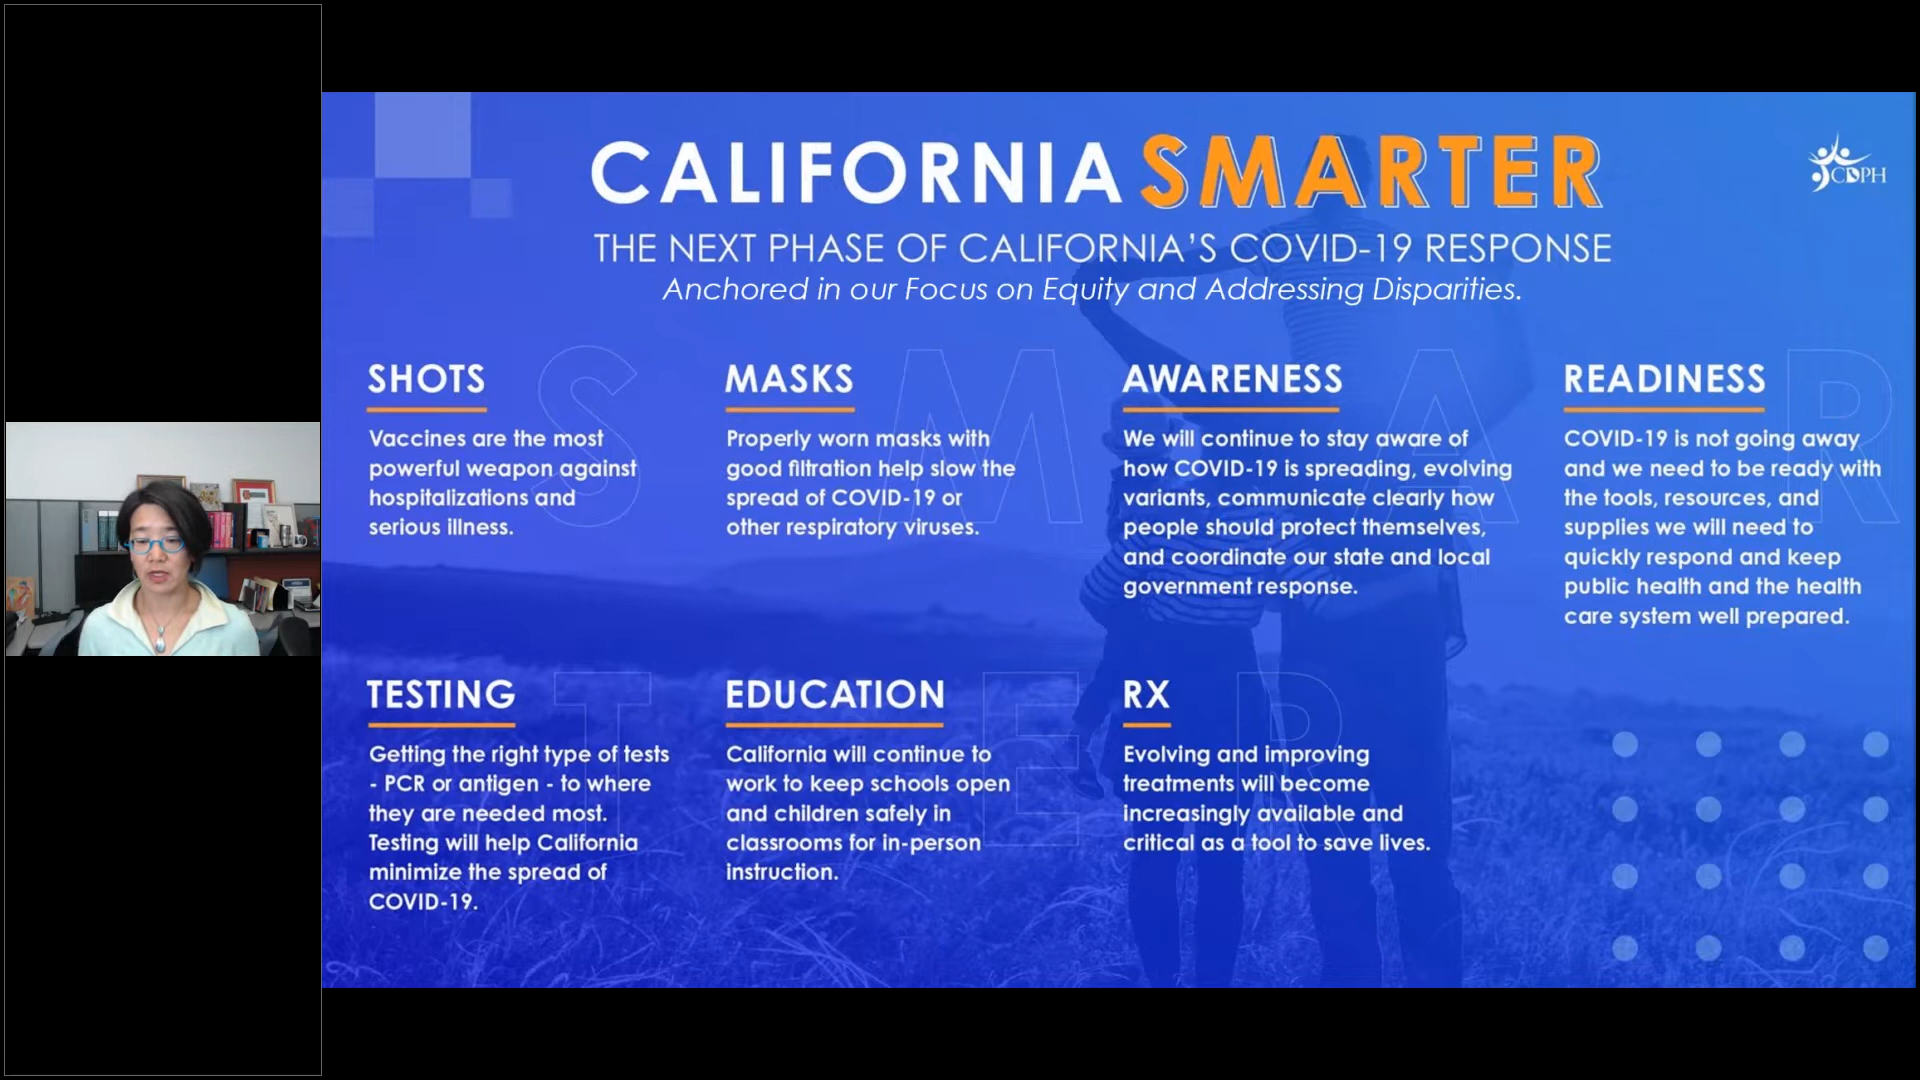 CALIFORNIA SMARTER
CDPH
THE NEXT PHASE OF CALIFORNIA'S COVID-19 RESPONSE
Anchored in our Focus on Equity and Addressing Disparities.
SHOTS
Vaccines are the most
powerful weapon against
hospitalizations and
serious illness.
S
MASKS
Properly worn masks with
good filtration help slow the
spread of COVID-19 or
other respiratory viruses.
M
AWARENESS
We will continue to stay aware of
how COVID-19 is spreading, evolving
variants, communicate clearly how
people should protect themselves,
and coordinate our state and local
government response.
A
READINESS
COVID-19 is not going away
and we need to be ready with
the tools, resources, and
supplies we will need to
quickly respond and keep
public health and the health
care system well prepared.
R
TESTING
Getting the right type of tests
- PCR or antigen - to where
they are needed most.
Testing will help California
minimize the spread of
COVID-19.
T
EDUCATION
California will continue to
work to keep schools open
and children safely in
classrooms for in-person
instruction.
E
RX
Evolving and improving
treatments will become
increasingly available and
critical as a tool to save lives.
R